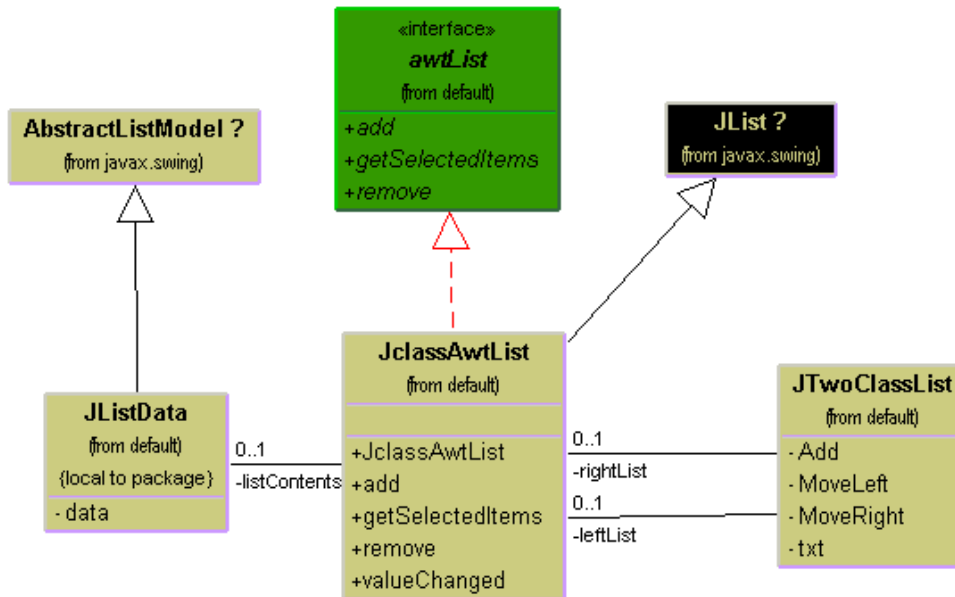 «interface»
awtList
(from default)
+add
+getSelectedItems
+remove
AbstractListModel ?
(from javax.swing)
JList ?
(from javax.swing)
JListData
(from default)
{local to package}
- data
0..1
-listContents
JclassAwtList
(from default)
+JclassAwtList
+add
+getSelectedItems
+remove
+valueChanged
0..1
-rightList
0..1
-leftList
JTwoClassList
(from default)
- Add
- MoveLeft
- MoveRight
- txt